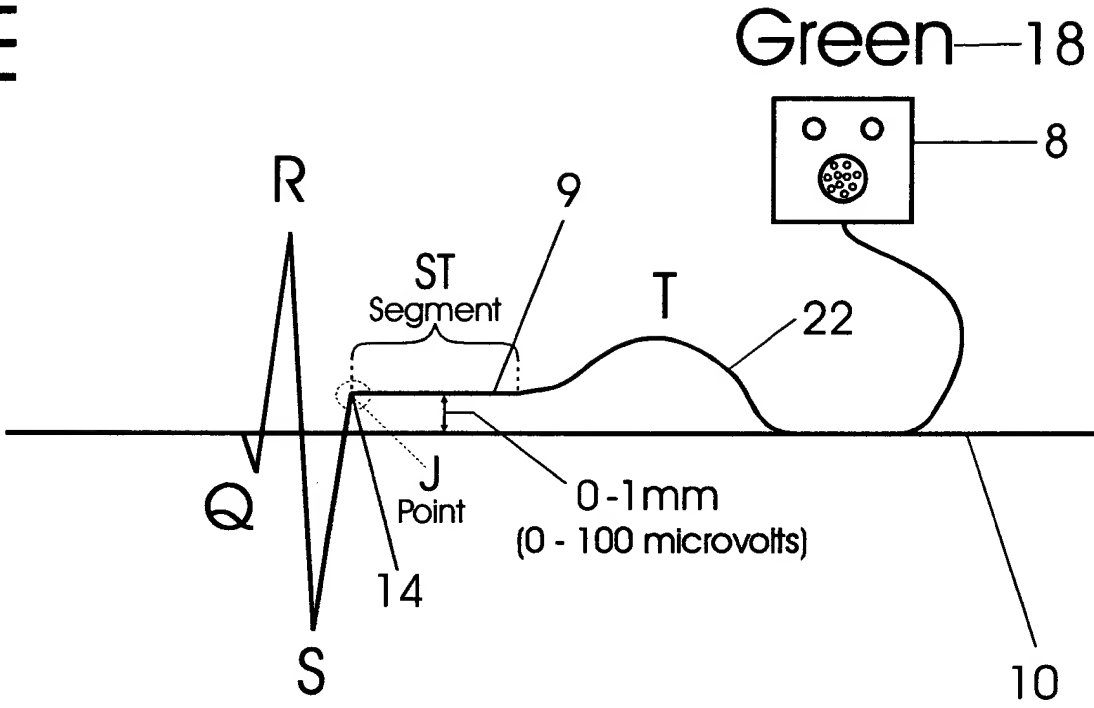 Green 18
8
R
9
ST
Segment
T
22
Q
J
Point
0-1mm
(0 - 100 microvolts)
14
S
10